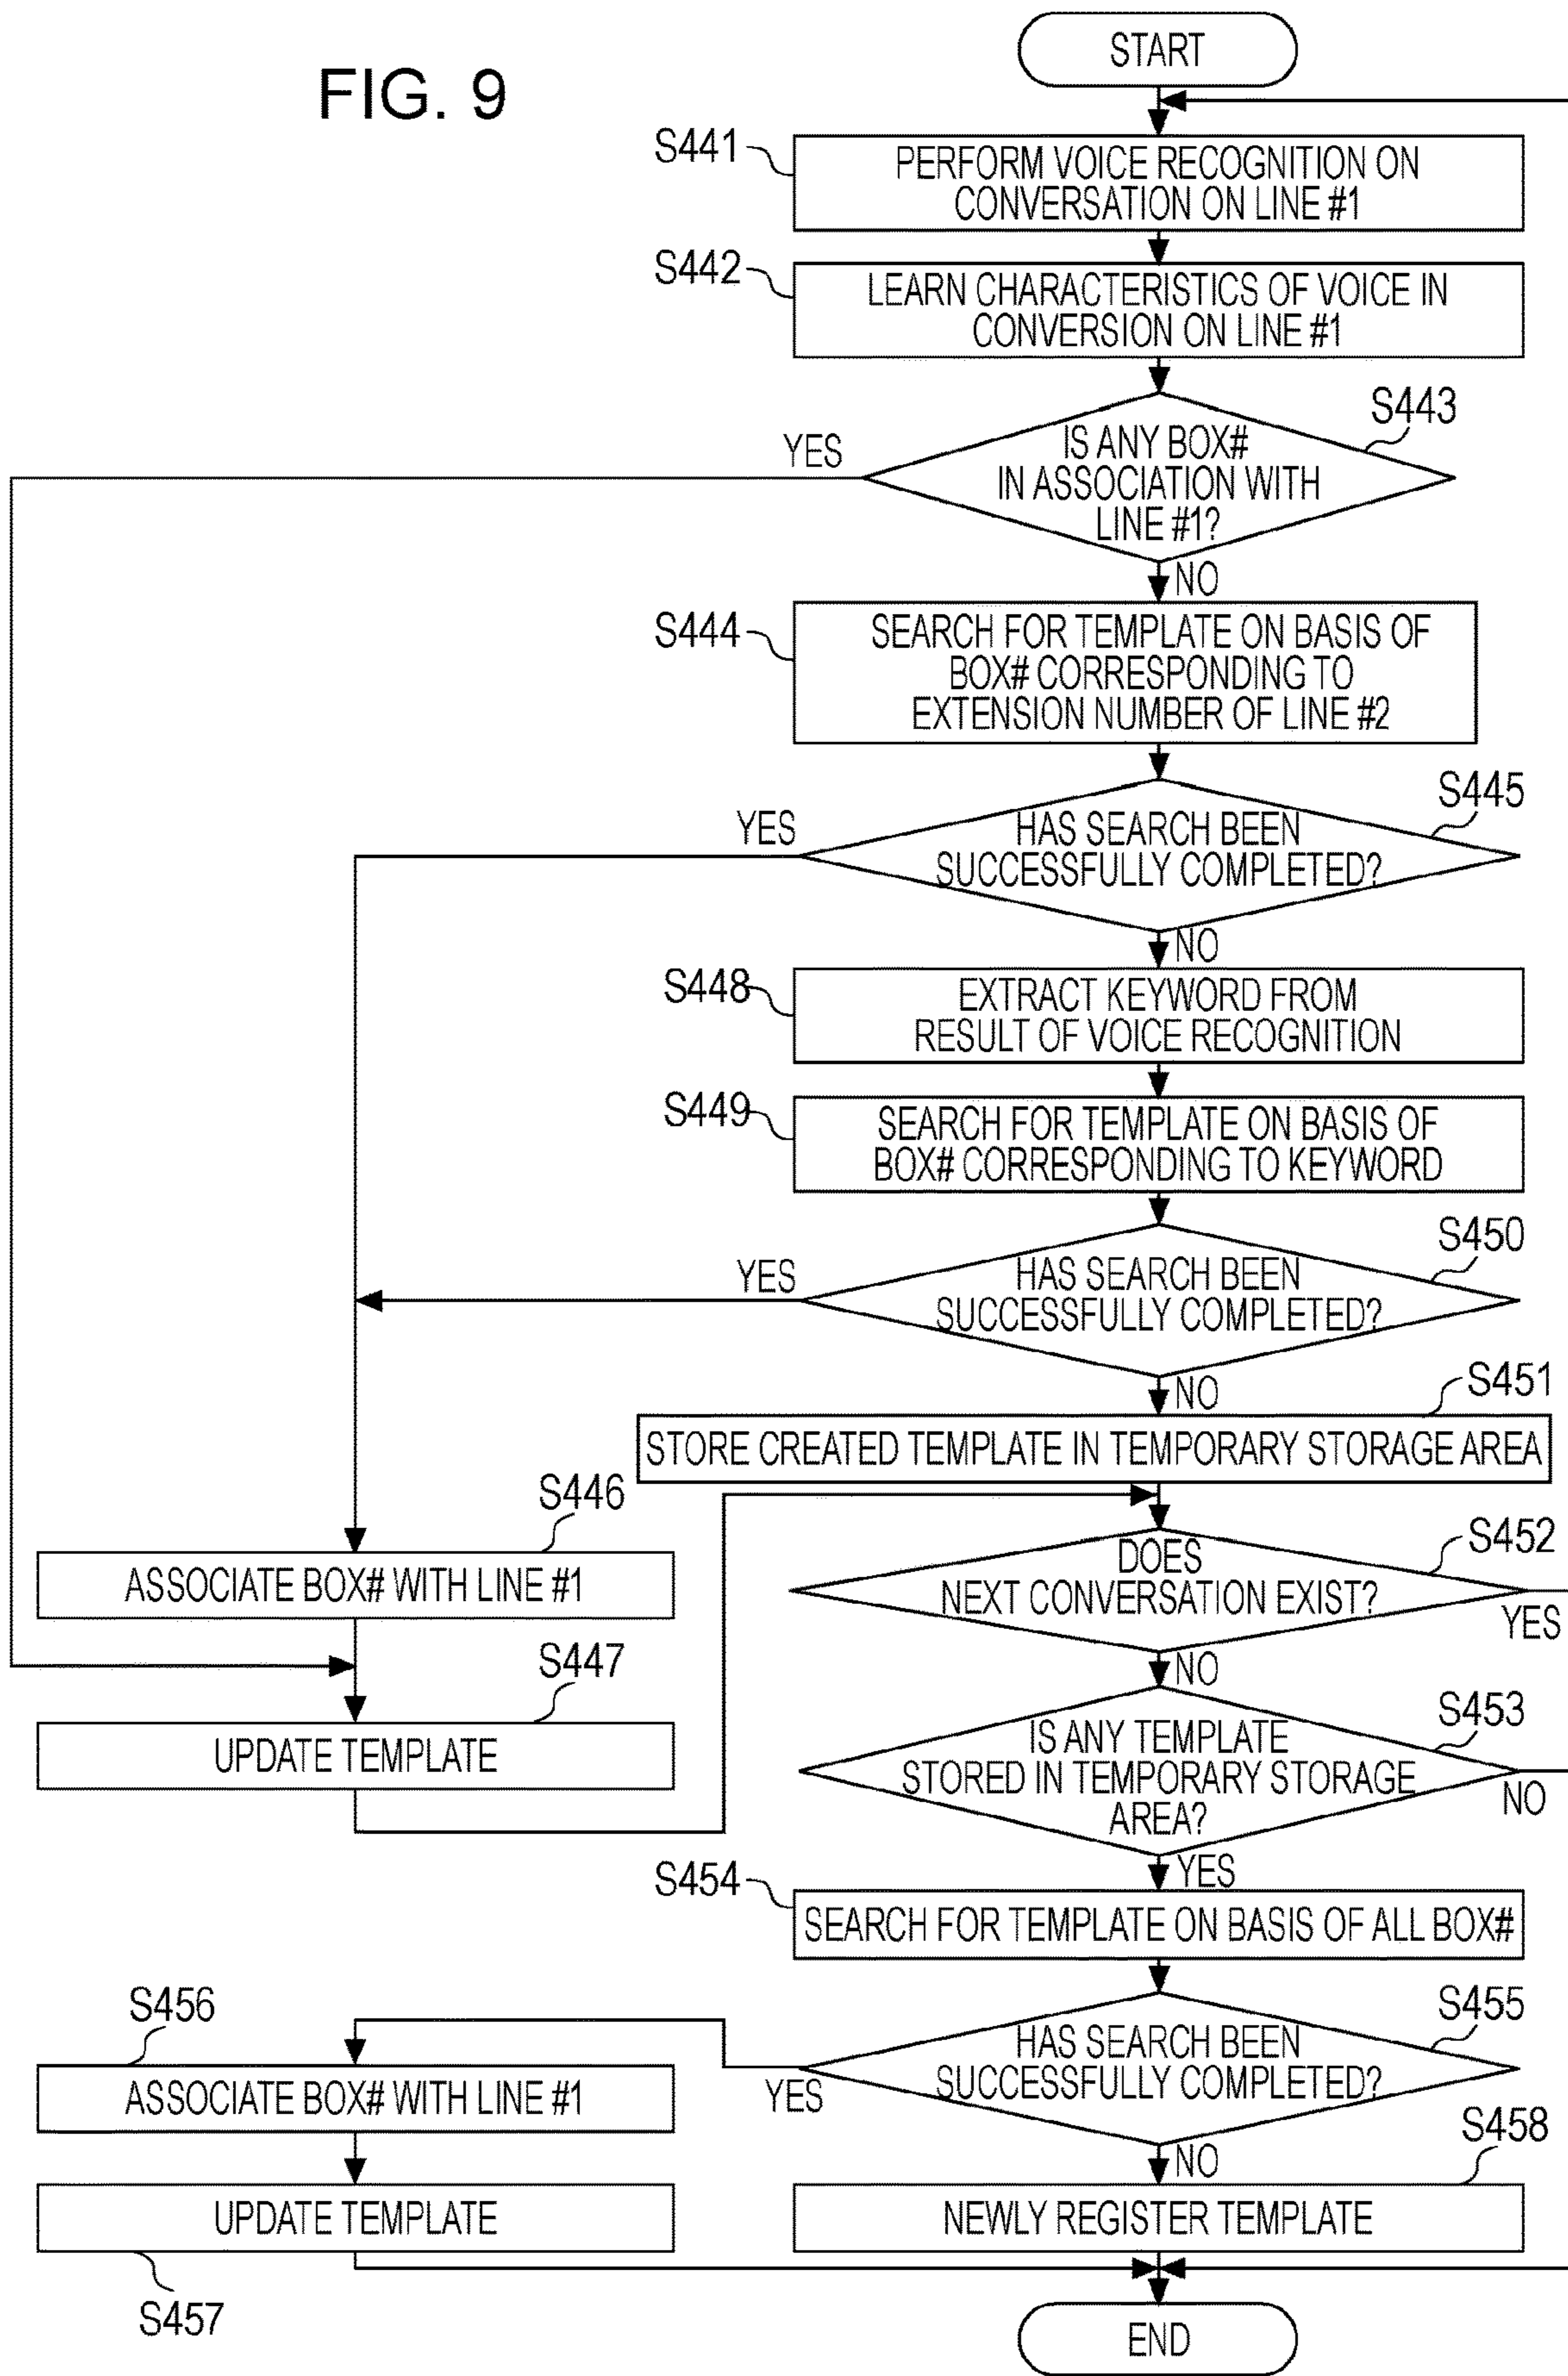 FIG. 9
START
S441
PERFORM VOICE RECOGNITION ON
CONVERSATION ON LINE #1
S442
LEARN CHARACTERISTICS OF VOICE IN
CONVERSION ON LINE #1
S443
YES
IS ANY BOX#
IN ASSOCIATION WITH
LINE #1?
NO
S444
SEARCH FOR TEMPLATE ON BASIS OF
BOX# CORRESPONDING TO
EXTENSION NUMBER OF LINE #2
S445
YES
HAS SEARCH BEEN
SUCCESSFULLY COMPLETED?
NO
S448
EXTRACT KEYWORD FROM
RESULT OF VOICE RECOGNITION
S449
SEARCH FOR TEMPLATE ON BASIS OF
BOX# CORRESPONDING TO KEYWORD
S450
YES
HAS SEARCH BEEN
SUCCESSFULLY COMPLETED?
NO
S451
STORE CREATED TEMPLATE IN TEMPORARY STORAGE AREA
S446
ASSOCIATE BOX# WITH LINE #1
S452
DOES
NEXT CONVERSATION EXIST?
YES
NO
S447
UPDATE TEMPLATE
S453
IS ANY TEMPLATE
STORED IN TEMPORARY STORAGE
AREA?
NO
YES
S454
SEARCH FOR TEMPLATE ON BASIS OF ALL BOX#
S455
HAS SEARCH BEEN
SUCCESSFULLY COMPLETED?
YES
NO
S456
ASSOCIATE BOX# WITH LINE #1
S458
UPDATE TEMPLATE
NEWLY REGISTER TEMPLATE
S457
END